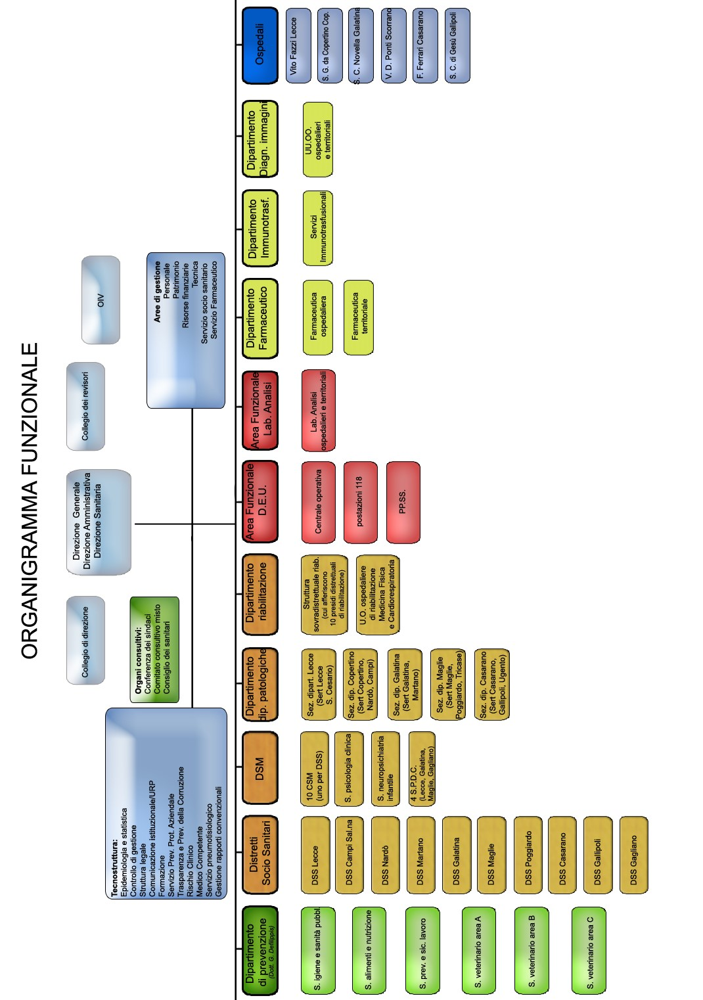 ORGANIGRAMMA FUNZIONALE
Collegio di direzione
Direzione Generale
Direzione Amministrativa
Direzione Sanitaria
Collegio dei revisori
OIV
Organi consultivi:
Conferenza dei sindaci
Comitato consultivo misto
Consiglio dei sanitari
Tecnostruttura:
Epidemiologia e statistica
Controllo di gestione
Struttura legale
Comunicazione Istituzionale/URP
Formazione
Servizio Prev. Prot. Aziendale
Trasparenza e Prev. della Corruzione
Rischio Clinico
Medico Competente
Servizio pneumotisiologico
Gestione rapporti convenzionali
Aree di gestione
Personale
Patrimonio
Risorse finanziarie
Tecnica
Servizio socio sanitario
Servizio Farmaceutico
Dipartimento
di prevenzione
(Dott. G. Defilippis)
S. igiene e sanità pubbl.
S. alimenti e nutrizione
S. prev. e sic. lavoro
S. veterinario area A
S. veterinario area B
S. veterinario area C
Distretti
Socio Sanitari
DSS Lecce
DSS Campi Sal.na
DSS Nardò
DSS Martano
DSS Galatina
DSS Maglie
DSS Poggiardo
DSS Casarano
DSS Gallipoli
DSS Gagliano
DSM
10 CSM
(uno per DSS)
S. psicologia clinica
S. neuropsichiatria
infantile
4 S.P.D.C.
(Lecce, Galatina,
Maglie, Gagliano)
Dipartimento
dip. patologiche
Sez. dipart. Lecce
(Sert Lecce
S. Cesario)
Sez. dip. Copertino
(Sert Copertino,
Nardò, Campi)
Sez. dip. Galatina
(Sert Galatina,
Martano)
Sez. dip. Maglie
(Sert Maglie,
Poggiardo, Tricase)
Sez. dip. Casarano
(Sert Casarano,
Gallipoli, Ugento)
Dipartimento
riabilitazione
Struttura
sovradistrettuale riab.
(cui afferiscono
10 presidi distrettuali
di riabilitazione)
U.O. ospedaliere
di riabilitazione
Medicina Fisica
e Cardiorespiratoria
Area Funzionale
D.E.U.
Centrale operativa
postazioni 118
PP.SS.
Area Funzionale
Lab. Analisi
Lab. Analisi
ospedalieri e territoriali
Dipartimento
Farmaceutico
Farmaceutica
ospedaliera
Farmaceutica
territoriale
Dipartimento
Immunotrasf.
Servizi
Immunotrasfusionali
Dipartimento
Diagn. immagini
UU.OO.
ospedalieri
e territoriali
Ospedali
Vito Fazzi Lecce
S. G. da Copertino Cop.
S. C. Novella Galatina
V. D. Ponti Scorrano
F. Ferrari Casarano
S. C. di Gesù Gallipoli